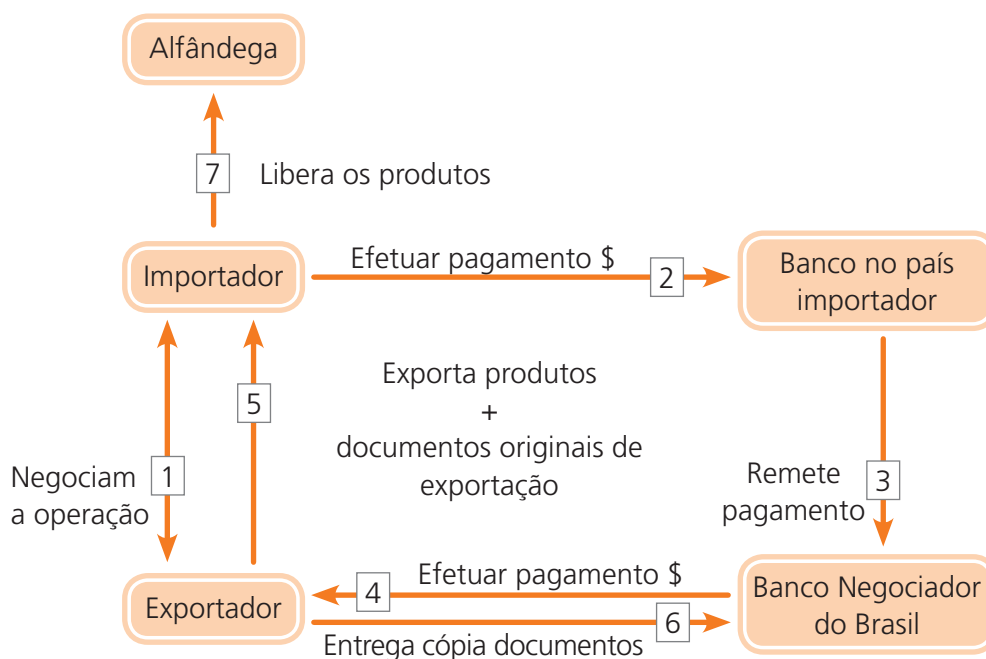 Alfândega
7
Libera os produtos
Importador
Efetuar pagamento $
2
Banco no país
importador
5
Exporta produtos
+
documentos originais de
exportação
Negociam
a operação
1
Remete
pagamento
3
Exportador
4
Efetuar pagamento $
6
Entrega cópia documentos
Banco Negociador
do Brasil